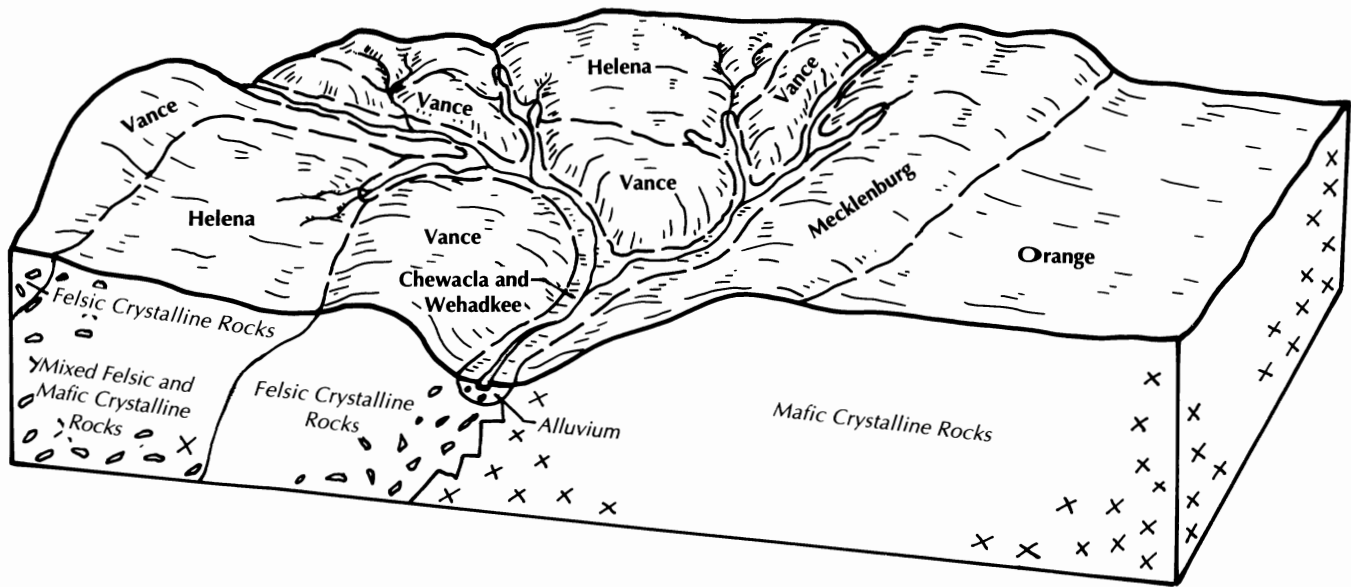 Helena
Vance
Vance
Vance
Vance
Mecklenburg
Helena
Vance
Orange
Chewacla and
Wehadkee
Felsic Crystalline Rocks
Mixed Felsic and
Mafic Crystalline
Rocks
Felsic Crystalline
Rocks
Alluvium
Mafic Crystalline Rocks